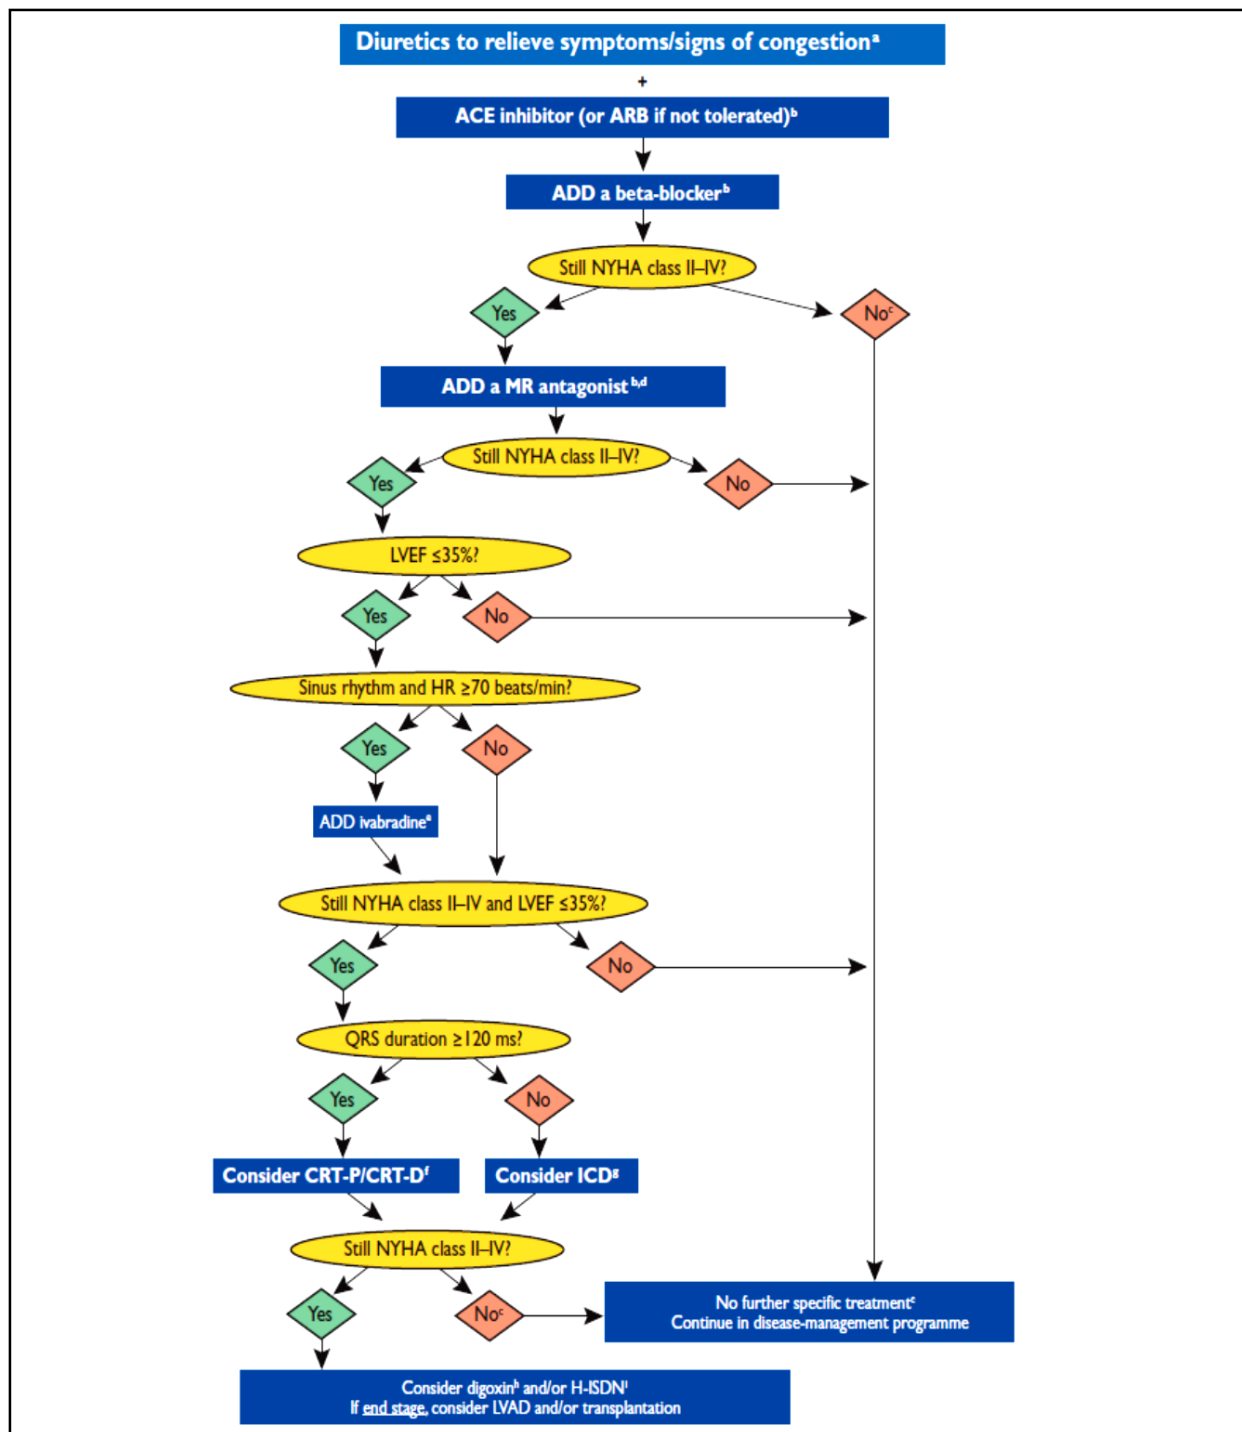 Diuretics to relieve symptoms/signs of congestionᵃ
+
ACE inhibitor (or ARB if not tolerated)ᵇ
ADD a beta-blockerᵇ
Still NYHA class II–IV?
Yes
Noᶜ
ADD a MR antagonistᵇ,ᵈ
Still NYHA class II–IV?
Yes
No
LVEF ≤35%?
Yes
No
Sinus rhythm and HR ≥70 beats/min?
Yes
No
ADD ivabradineᵉ
Still NYHA class II–IV and LVEF ≤35%?
Yes
No
QRS duration ≥120 ms?
Yes
No
Consider CRT-P/CRT-Dᶠ
Consider ICDᵍ
Still NYHA class II–IV?
Yes
Noᶜ
No further specific treatmentᶜ
Continue in disease-management programme
Consider digoxinʰ and/or H-ISDNⁱ
If end stage, consider LVAD and/or transplantation